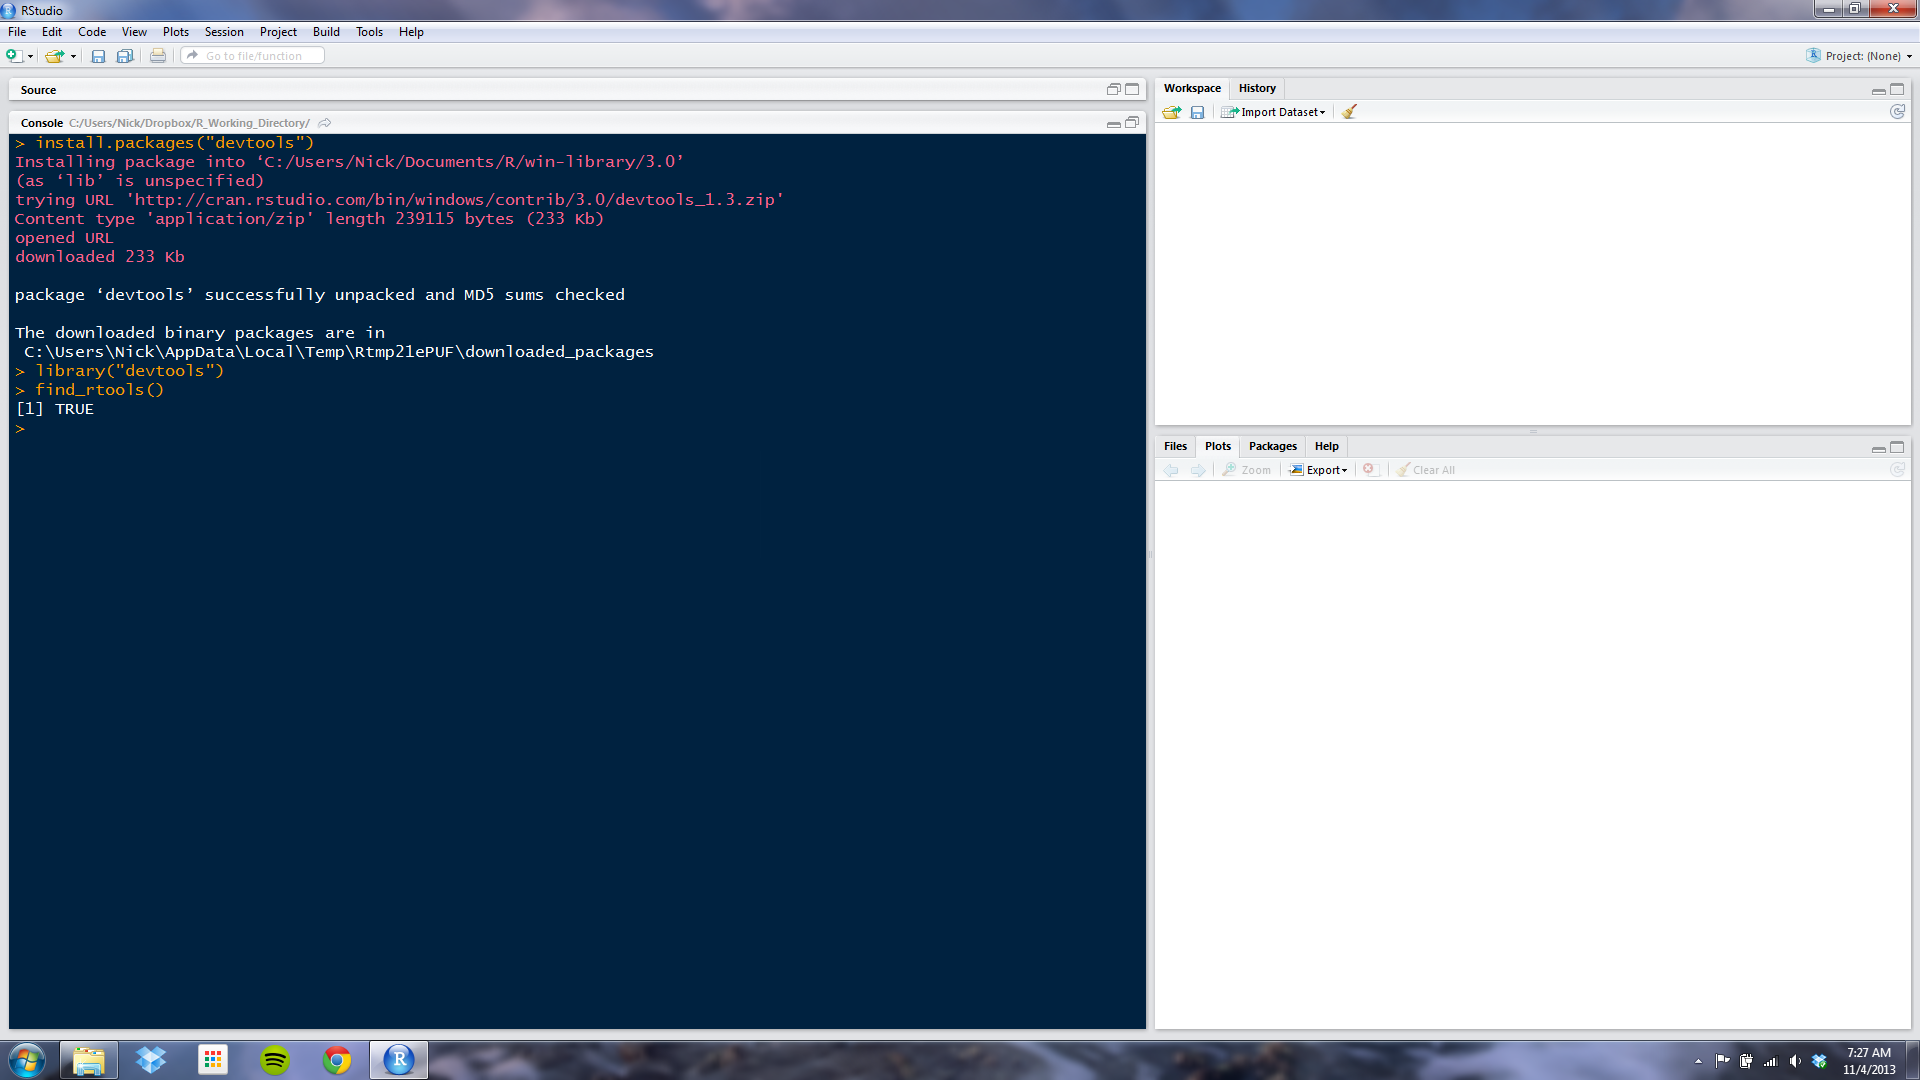 RStudio
File Edit Code View Plots Session Project Build Tools Help
Go to file/function
Project: (None)
Source
Console C:/Users/Nick/Dropbox/R_Working_Directory/
> install.packages("devtools")
Installing package into ‘C:/Users/Nick/Documents/R/win-library/3.0’
(as ‘lib’ is unspecified)
trying URL 'http://cran.rstudio.com/bin/windows/contrib/3.0/devtools_1.3.zip'
Content type 'application/zip' length 239115 bytes (233 Kb)
opened URL
downloaded 233 Kb
package ‘devtools’ successfully unpacked and MD5 sums checked
The downloaded binary packages are in
C:\Users\Nick\AppData\Local\Temp\Rtmp21ePUF\downloaded_packages
> library("devtools")
> find_rtools()
[1] TRUE
>
Workspace History
Import Dataset
Files Plots Packages Help
Zoom Export Clear All
7:27 AM
11/4/2013